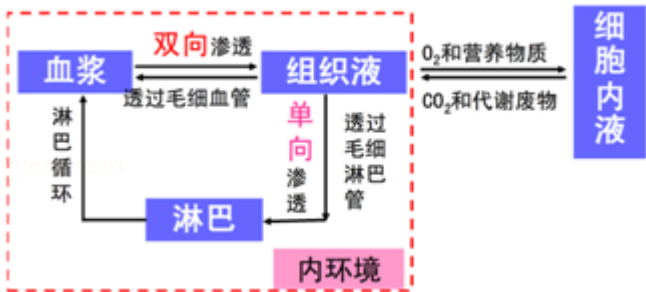 双向渗透
血浆
组织液
透过毛细血管
O₂和营养物质
CO₂和代谢废物
细胞内液
淋巴循环
单向渗透
透过毛细淋巴管
淋巴
内环境